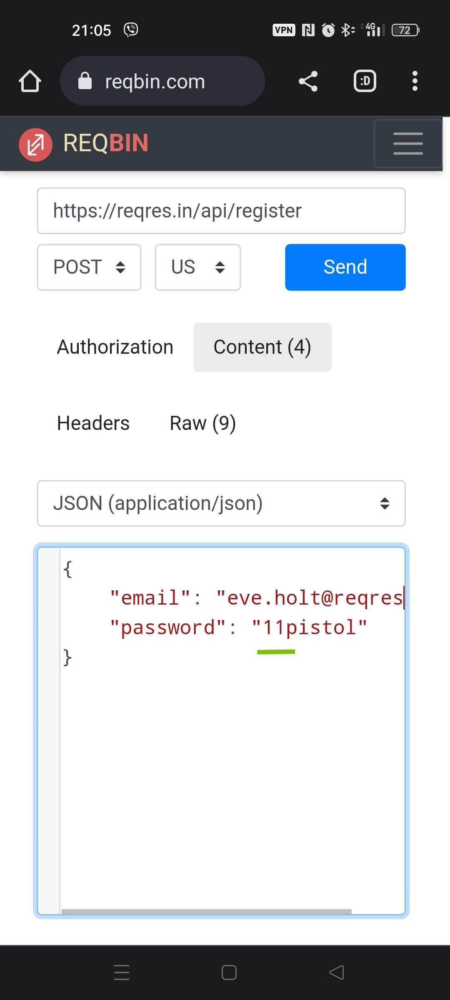 21:05
VPN
4G
72
reqbin.com
:D
REQBIN
https://reqres.in/api/register
POST
US
Send
Authorization
Content (4)
Headers
Raw (9)
JSON (application/json)
{
"email": "eve.holt@reqres
"password": "11pistol"
}